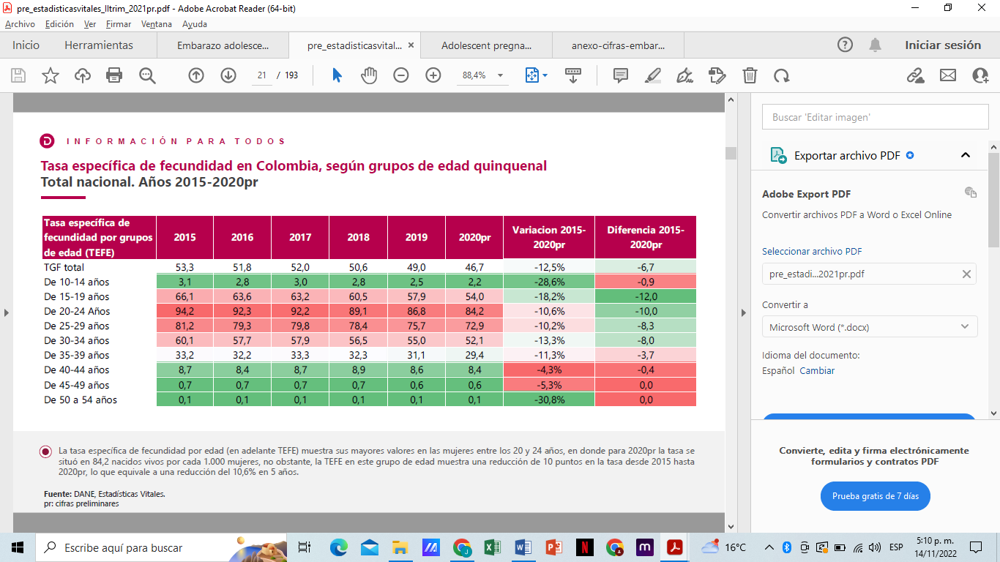 pre_estadisticasvitales_IItrim_2021pr.pdf - Adobe Acrobat Reader (64-bit)
Archivo Edición Ver Firmar Ventana Ayuda
Inicio Herramientas Embarazo adolesce... pre_estadisticasvital... × Adolescent pregna... anexo-cifras-embar... Iniciar sesión
21 / 193 88,4%
INFORMACIÓN PARA TODOS
Tasa específica de fecundidad en Colombia, según grupos de edad quinquenal
Total nacional. Años 2015-2020pr
Tasa específica de fecundidad por grupos de edad (TEFE) 2015 2016 2017 2018 2019 2020pr Variacion 2015-2020pr Diferencia 2015-2020pr
TGF total 53,3 51,8 52,0 50,6 49,0 46,7 -12,5% -6,7
De 10-14 años 3,1 2,8 3,0 2,8 2,5 2,2 -28,6% -0,9
De 15-19 años 66,1 63,6 63,2 60,5 57,9 54,0 -18,2% -12,0
De 20-24 Años 94,2 92,3 92,2 89,1 86,8 84,2 -10,6% -10,0
De 25-29 años 81,2 79,3 79,8 78,4 75,7 72,9 -10,2% -8,3
De 30-34 años 60,1 57,7 57,9 56,5 55,0 52,1 -13,3% -8,0
De 35-39 años 33,2 32,2 33,3 32,3 31,1 29,4 -11,3% -3,7
De 40-44 años 8,7 8,4 8,7 8,9 8,6 8,4 -4,3% -0,4
De 45-49 años 0,7 0,7 0,7 0,7 0,6 0,6 -5,3% 0,0
De 50 a 54 años 0,1 0,1 0,1 0,1 0,1 0,1 -30,8% 0,0
La tasa específica de fecundidad por edad (en adelante TEFE) muestra sus mayores valores en las mujeres entre los 20 y 24 años, en donde para 2020pr la tasa se
situó en 84,2 nacidos vivos por cada 1.000 mujeres, no obstante, la TEFE en este grupo de edad muestra una reducción de 10 puntos en la tasa desde 2015 hasta
2020pr, lo que equivale a una reducción del 10,6% en 5 años.
Fuente: DANE, Estadísticas Vitales.
pr: cifras preliminares
Buscar 'Editar imagen'
Exportar archivo PDF
Adobe Export PDF
Convertir archivos PDF a Word o Excel Online
Seleccionar archivo PDF
pre_estadi...2021pr.pdf
Convertir a
Microsoft Word (*.docx)
Idioma del documento:
Español Cambiar
Convierte, edita y firma electrónicamente
formularios y contratos PDF
Prueba gratis de 7 días
Escribe aquí para buscar
16°C ESP
5:10 p. m.
14/11/2022